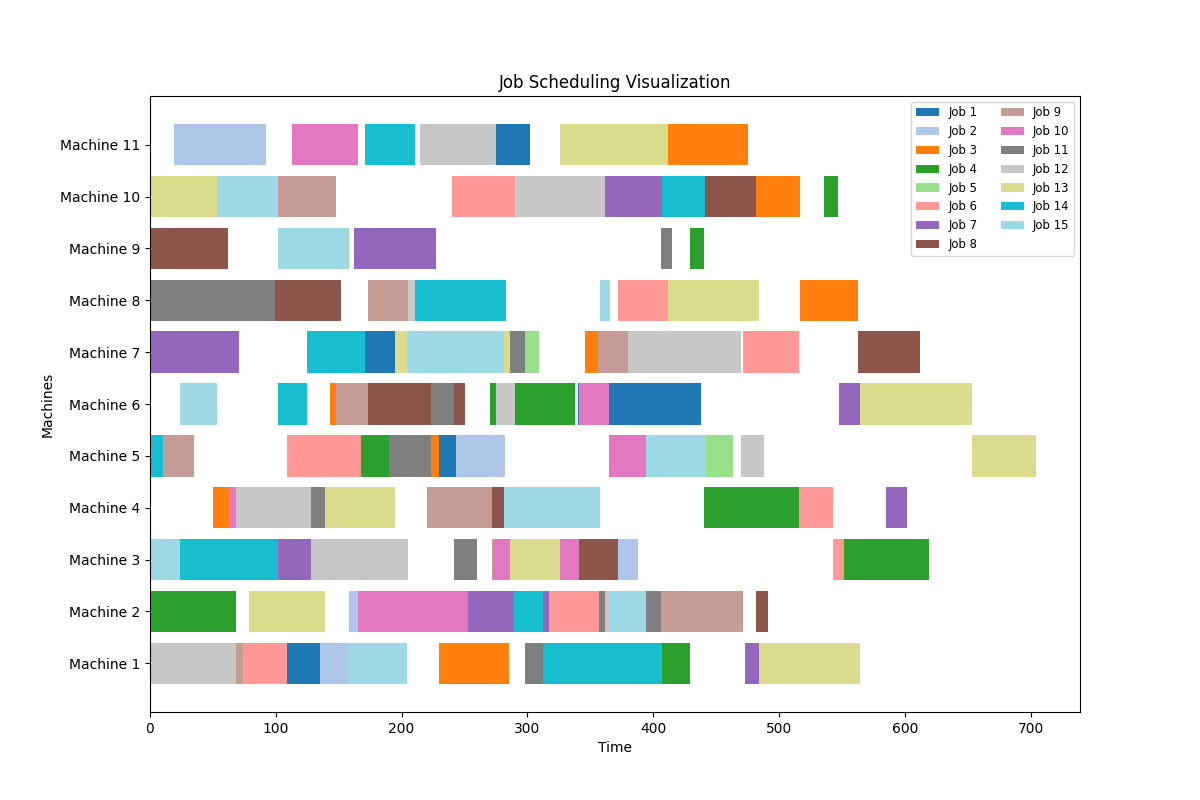 Job Scheduling Visualization
Machines
Machine 11
Machine 10
Machine 9
Machine 8
Machine 7
Machine 6
Machine 5
Machine 4
Machine 3
Machine 2
Machine 1
Job 1
Job 2
Job 3
Job 4
Job 5
Job 6
Job 7
Job 8
Job 9
Job 10
Job 11
Job 12
Job 13
Job 14
Job 15
0 100 200 300 400 500 600 700
Time